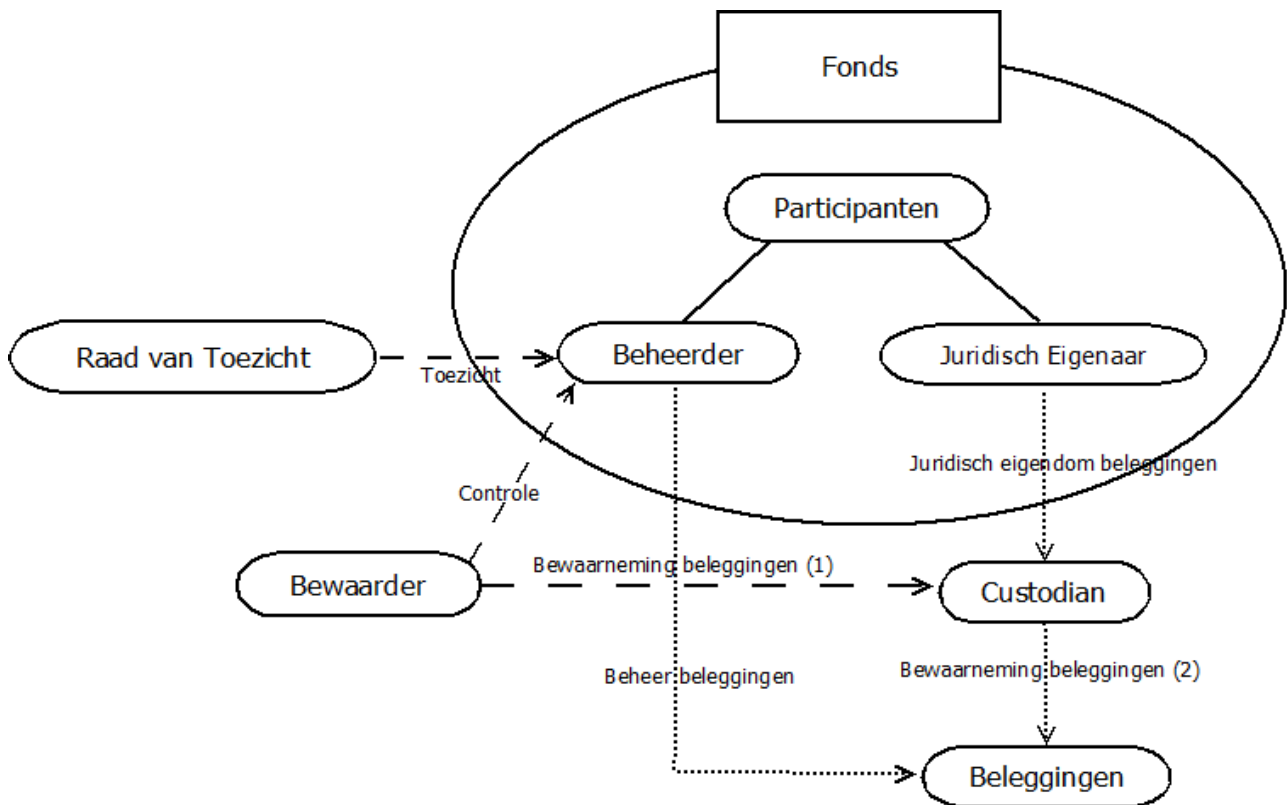 Fonds
Participanten
Raad van Toezicht
Toezicht
Beheerder
Juridisch Eigenaar
Juridisch eigendom beleggingen
Controle
Bewaarder
Bewaarneming beleggingen (1)
Custodian
Beheer beleggingen
Bewaarneming beleggingen (2)
Beleggingen